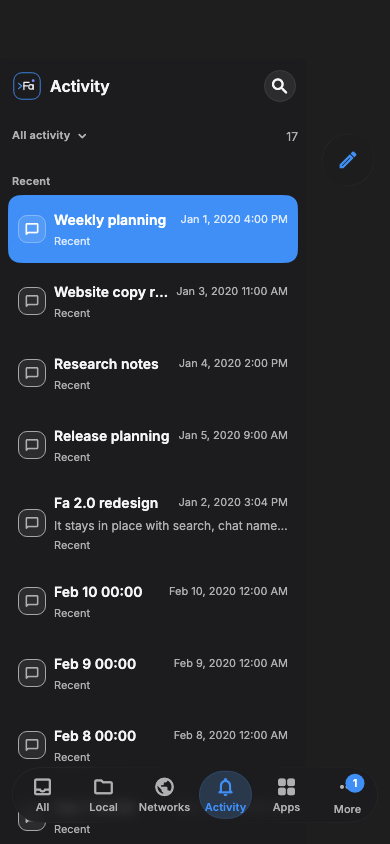 >Fa
Activity
All activity
17
Recent
Weekly planning
Jan 1, 2020 4:00 PM
Recent
Website copy r...
Jan 3, 2020 11:00 AM
Recent
Research notes
Jan 4, 2020 2:00 PM
Recent
Release planning
Jan 5, 2020 9:00 AM
Recent
Fa 2.0 redesign
Jan 2, 2020 3:04 PM
It stays in place with search, chat name...
Recent
Feb 10 00:00
Feb 10, 2020 12:00 AM
Recent
Feb 9 00:00
Feb 9, 2020 12:00 AM
Recent
Feb 8 00:00
Feb 8, 2020 12:00 AM
Recent
All
Local
Networks
Activity
Apps
1
More
Recent